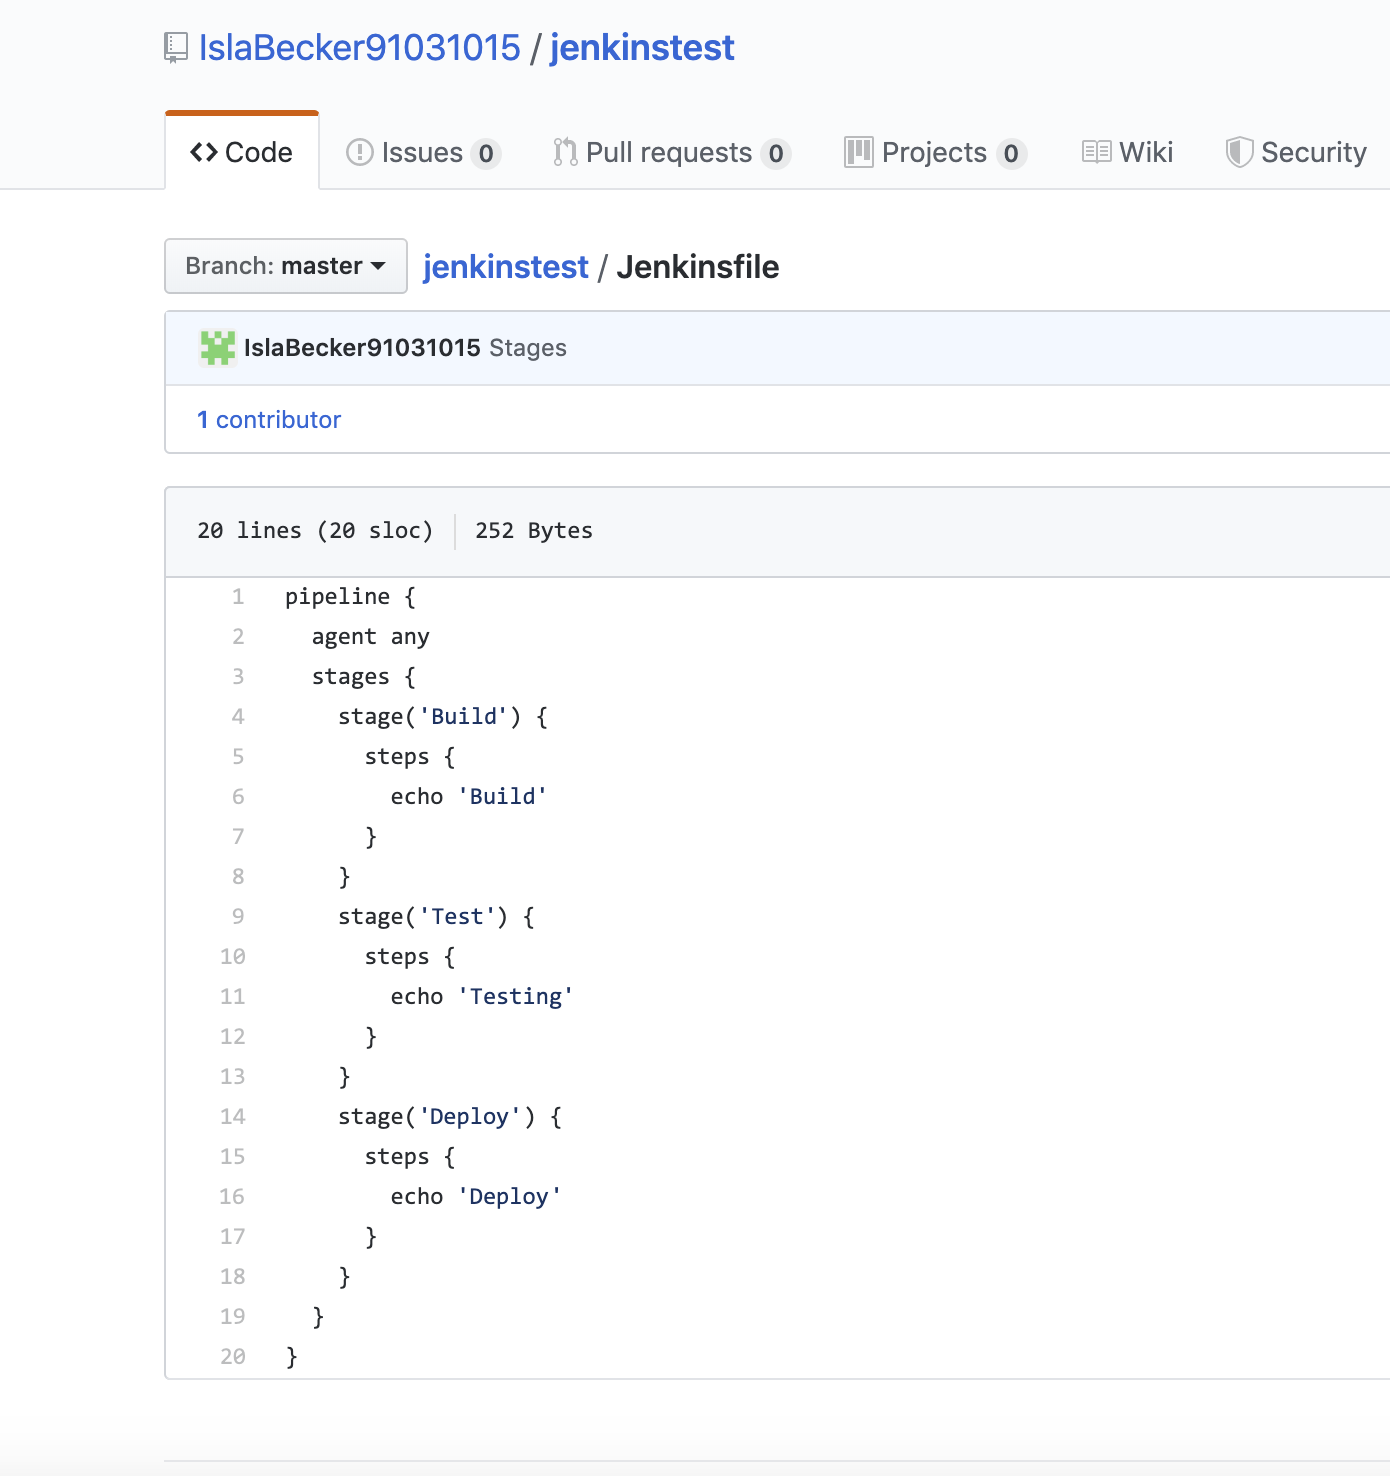 IslaBecker91031015 / jenkinstest
Code Issues 0 Pull requests 0 Projects 0 Wiki Security
Branch: master jenkinstest / Jenkinsfile
IslaBecker91031015 Stages
1 contributor
20 lines (20 sloc) 252 Bytes
1 pipeline {
2   agent any
3   stages {
4     stage('Build') {
5       steps {
6         echo 'Build'
7       }
8     }
9     stage('Test') {
10       steps {
11         echo 'Testing'
12       }
13     }
14     stage('Deploy') {
15       steps {
16         echo 'Deploy'
17       }
18     }
19   }
20 }